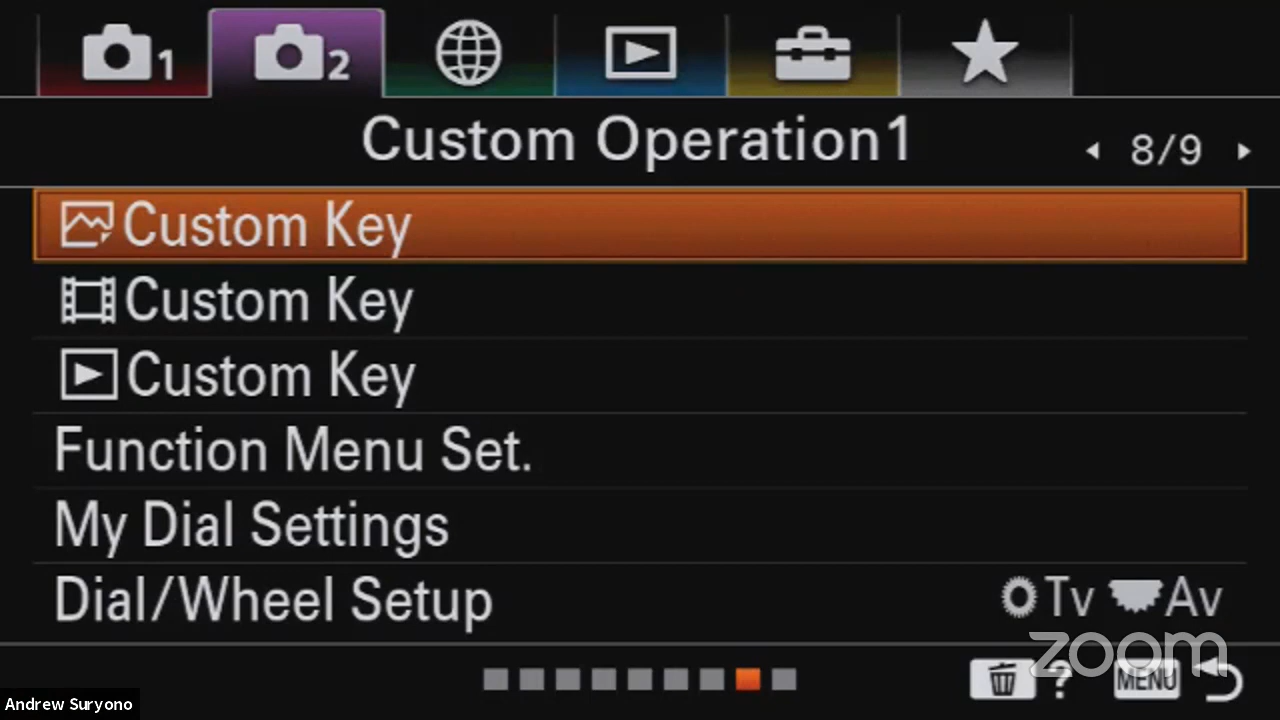 1
2
Custom Operation1
8/9
Custom Key
Custom Key
Custom Key
Function Menu Set.
My Dial Settings
Dial/Wheel Setup Tv Av
zoom
? MENU
Andrew Suryono